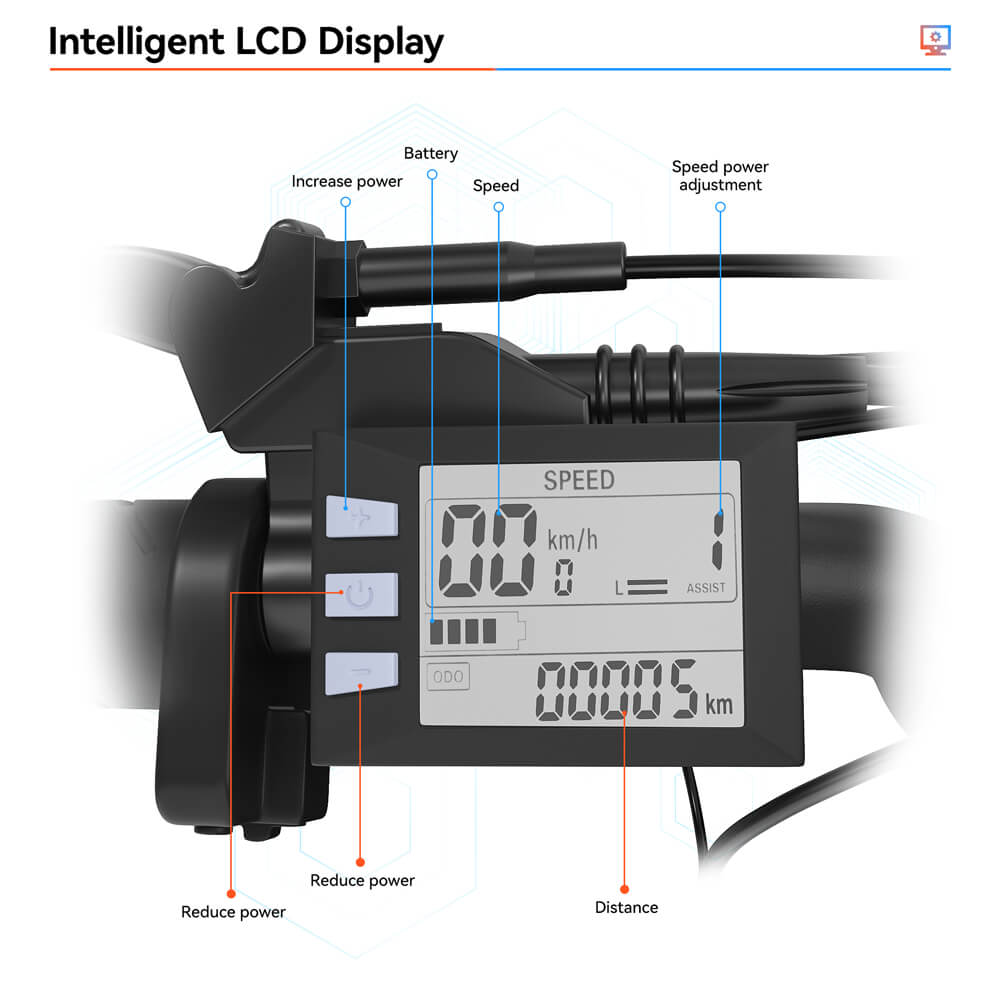 Intelligent LCD Display
Battery
Increase power
Speed
Speed power
adjustment
SPEED
00 km/h
0
1
L
ASSIST
ODO
00005 km
Reduce power
Reduce power
Distance